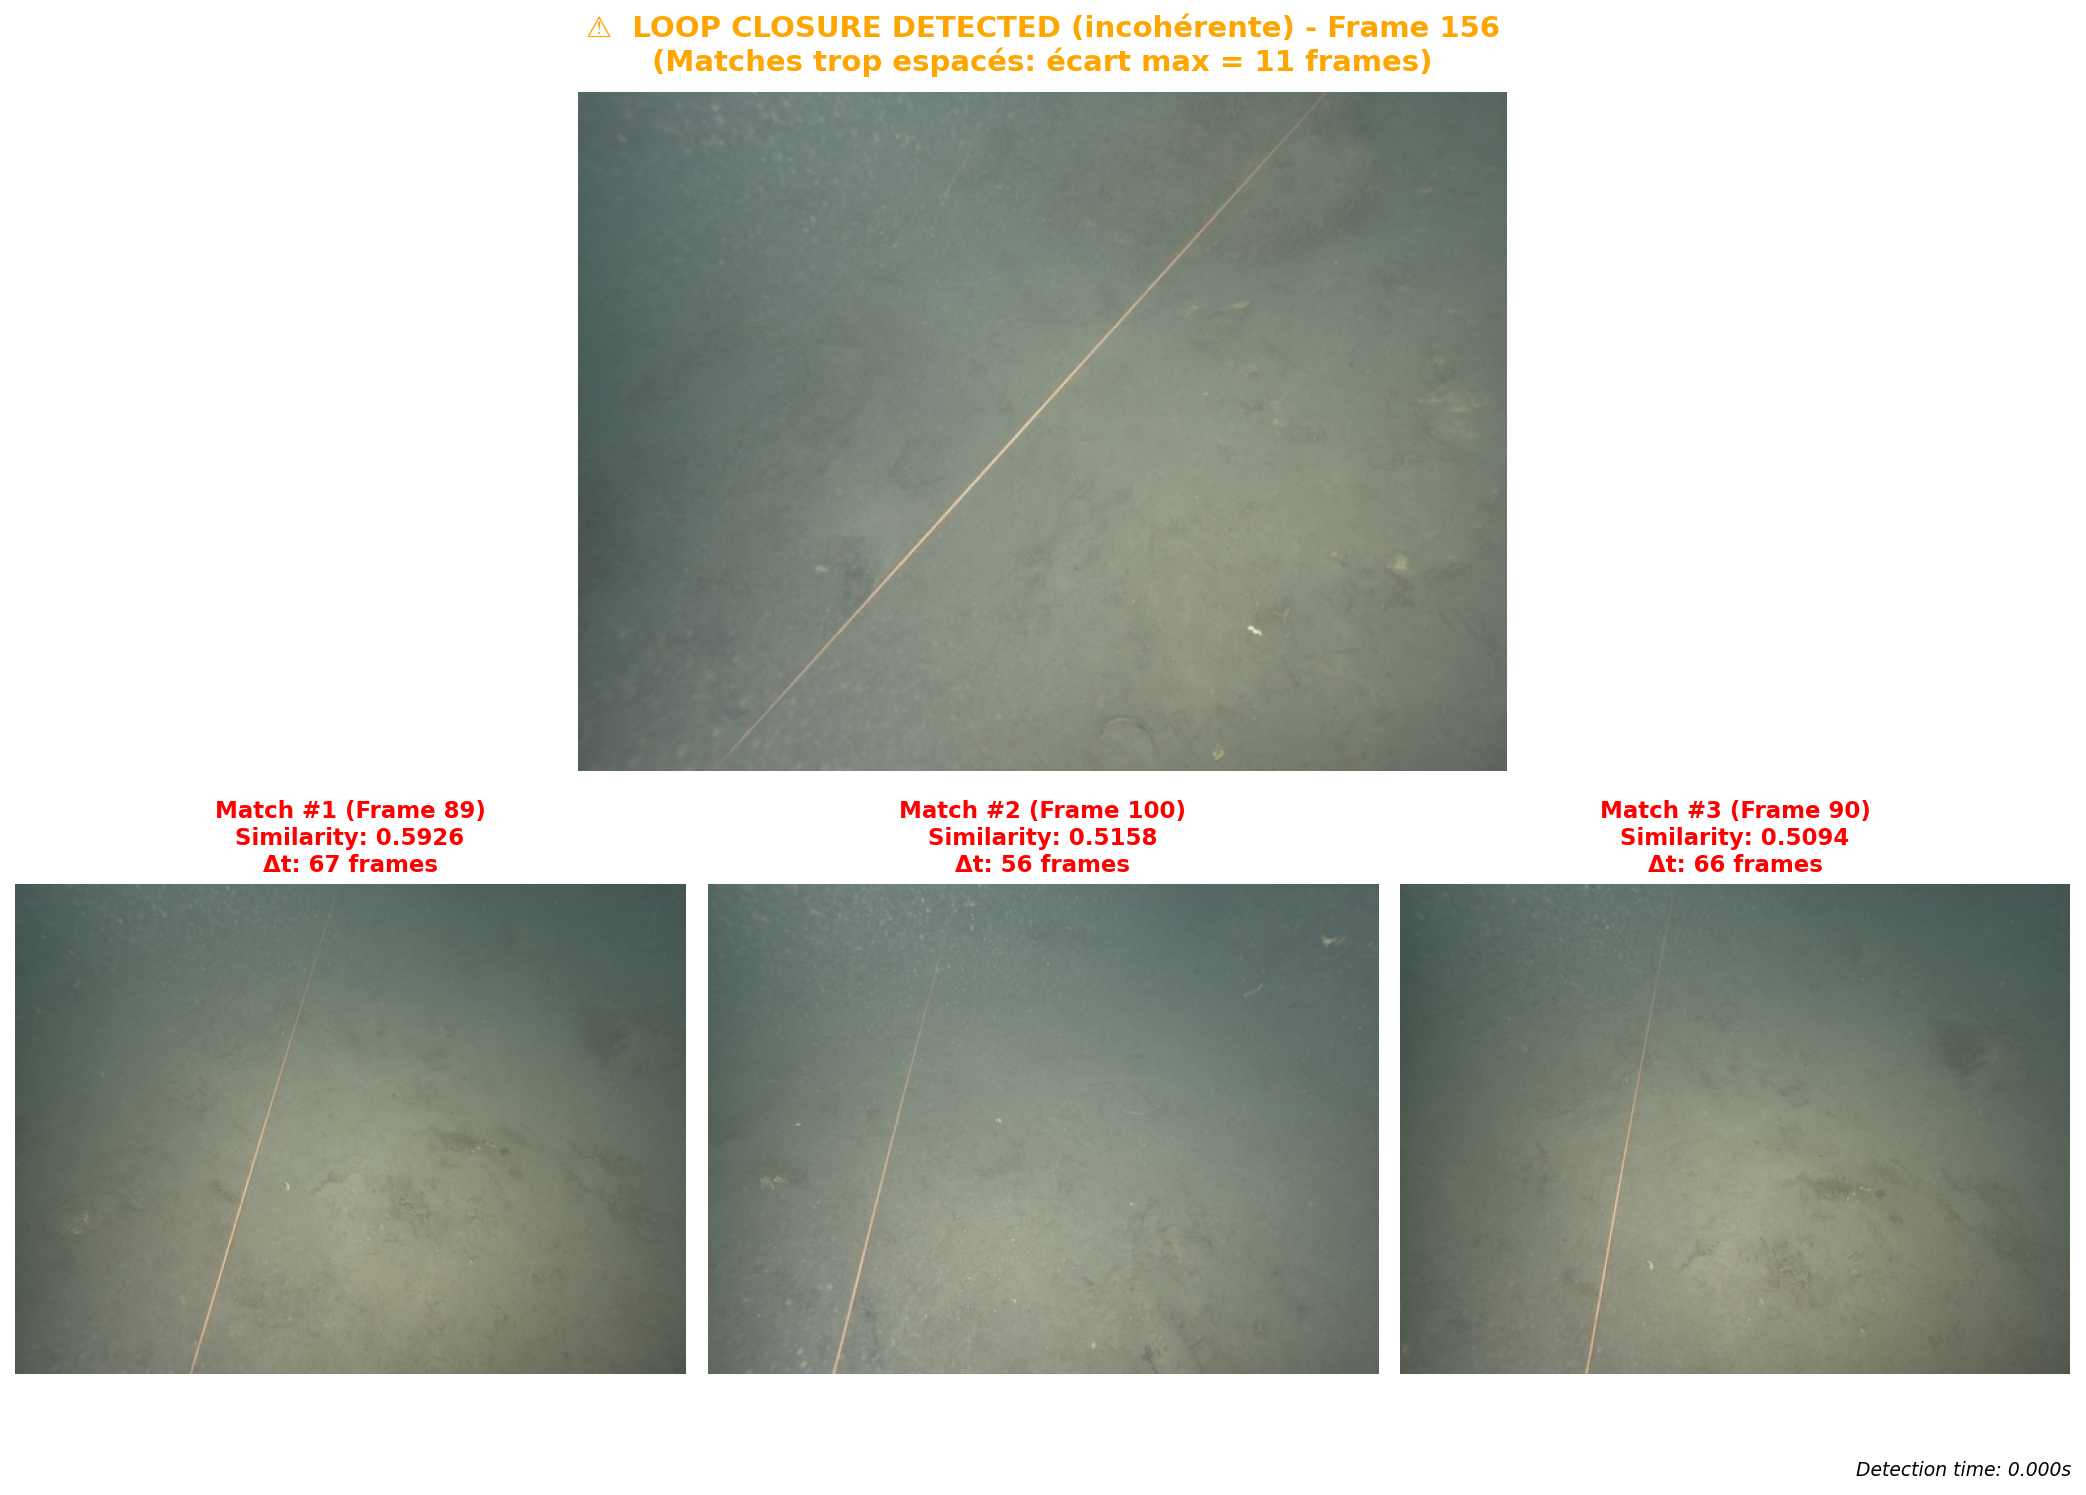 ⚠ LOOP CLOSURE DETECTED (incohérente) - Frame 156
(Matches trop espacés: écart max = 11 frames)
Match #1 (Frame 89)
Similarity: 0.5926
Δt: 67 frames
Match #2 (Frame 100)
Similarity: 0.5158
Δt: 56 frames
Match #3 (Frame 90)
Similarity: 0.5094
Δt: 66 frames
Detection time: 0.000s